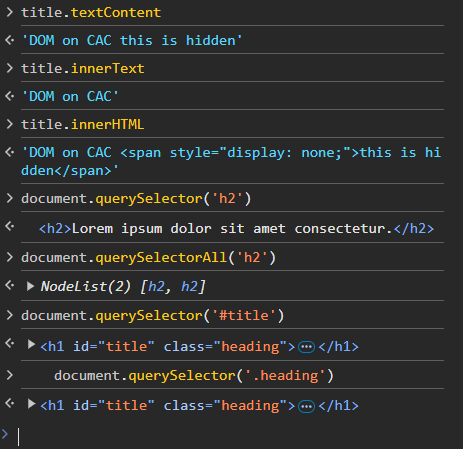 title.textContent
'DOM on CAC this is hidden'
title.innerText
'DOM on CAC'
title.innerHTML
'DOM on CAC <span style="display: none;">this is hi
dden</span>'
document.querySelector('h2')
<h2>Lorem ipsum dolor sit amet consectetur.</h2>
document.querySelectorAll('h2')
NodeList(2) [h2, h2]
document.querySelector('#title')
<h1 id="title" class="heading">…</h1>
document.querySelector('.heading')
<h1 id="title" class="heading">…</h1>